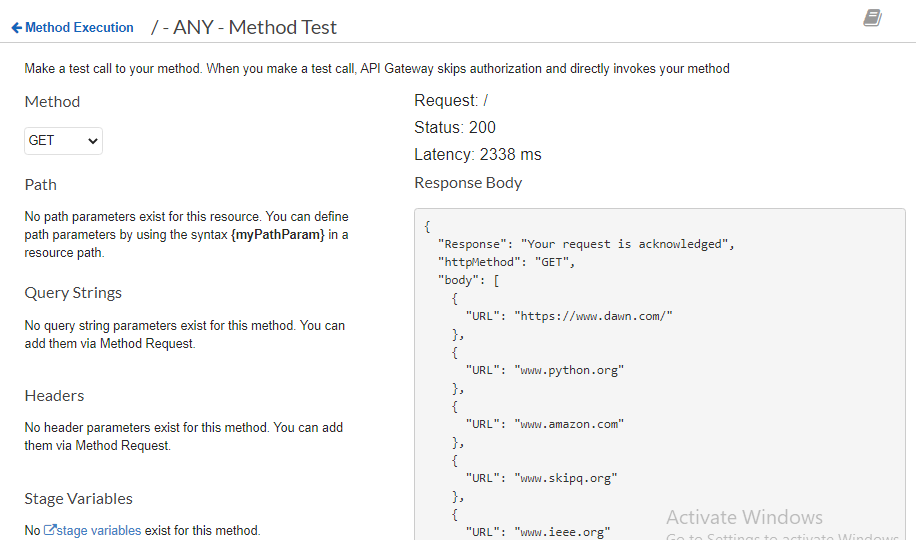 Method Execution / - ANY - Method Test
Make a test call to your method. When you make a test call, API Gateway skips authorization and directly invokes your method
Method
GET
Path
No path parameters exist for this resource. You can define
path parameters by using the syntax {myPathParam} in a
resource path.
Query Strings
No query string parameters exist for this method. You can
add them via Method Request.
Headers
No header parameters exist for this method. You can add
them via Method Request.
Stage Variables
No stage variables exist for this method.
Request: /
Status: 200
Latency: 2338 ms
Response Body
{
"Response": "Your request is acknowledged",
"httpMethod": "GET",
"body": [
{
"URL": "https://www.dawn.com/"
},
{
"URL": "www.python.org"
},
{
"URL": "www.amazon.com"
},
{
"URL": "www.skipq.org"
},
{
"URL": "www.ieee.org"
Activate Windows
Go to Settings to activate Windows